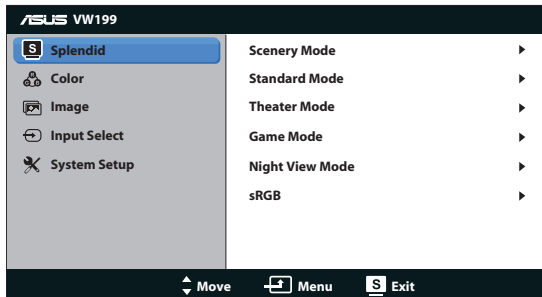 ASUS VW199
S Splendid
Color
Image
Input Select
System Setup
Scenery Mode
Standard Mode
Theater Mode
Game Mode
Night View Mode
sRGB
Move Menu S Exit